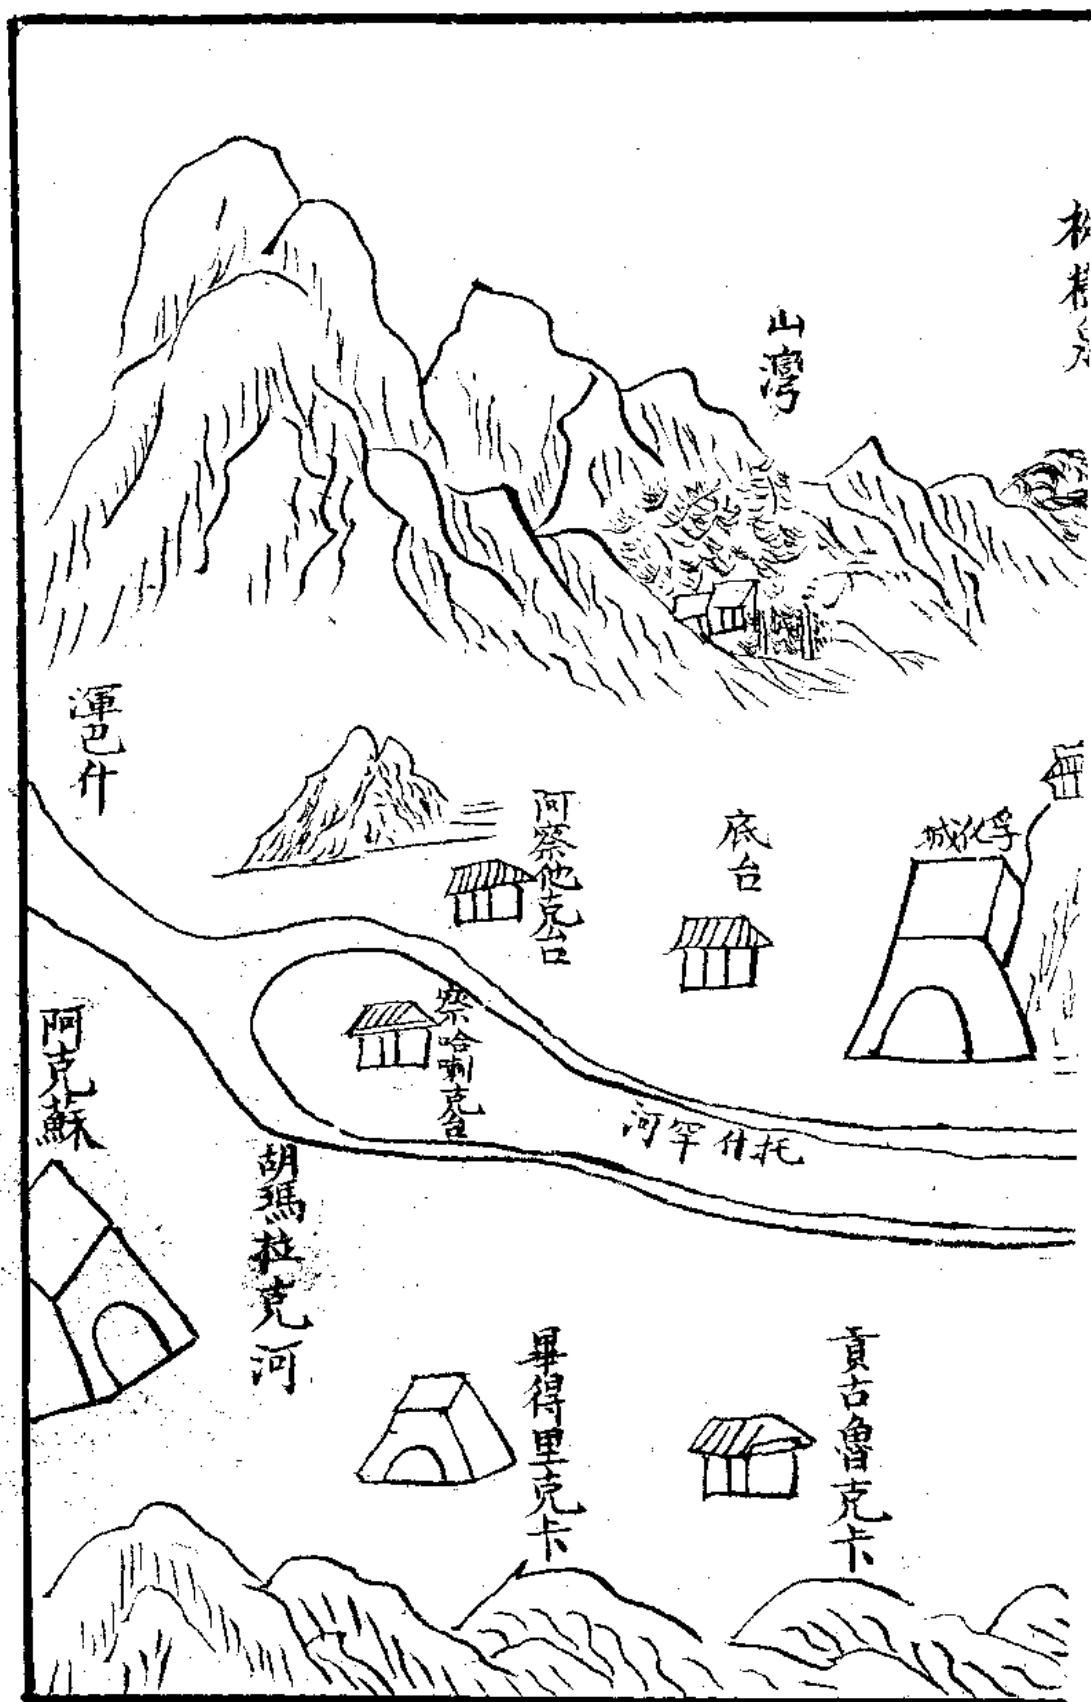 山灣
渾巴什
阿察他克台
底台
孚化城
察哈喇克台
托什罕河
阿克蘇
胡瑪拉克河
畢得里克卡
貢古魯克卡